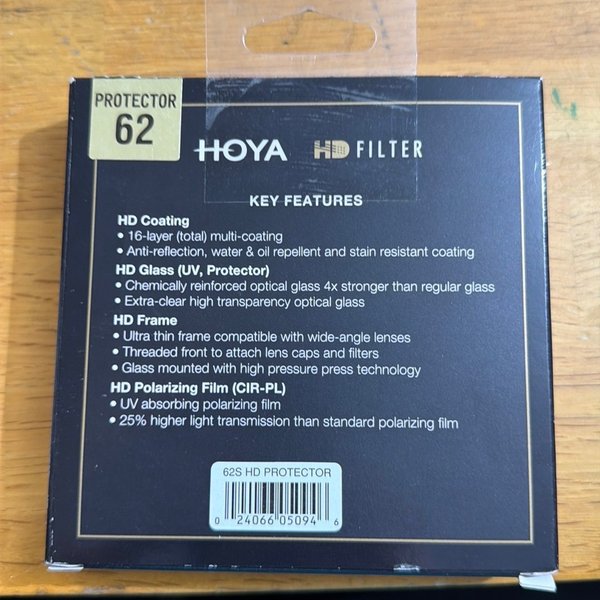 PROTECTOR
62
HOYA HD FILTER
KEY FEATURES
HD Coating
• 16-layer (total) multi-coating
• Anti-reflection, water & oil repellent and stain resistant coating
HD Glass (UV, Protector)
• Chemically reinforced optical glass 4x stronger than regular glass
• Extra-clear high transparency optical glass
HD Frame
• Ultra thin frame compatible with wide-angle lenses
• Threaded front to attach lens caps and filters
• Glass mounted with high pressure press technology
HD Polarizing Film (CIR-PL)
• UV absorbing polarizing film
• 25% higher light transmission than standard polarizing film
62S HD PROTECTOR
0 24066 05094 6